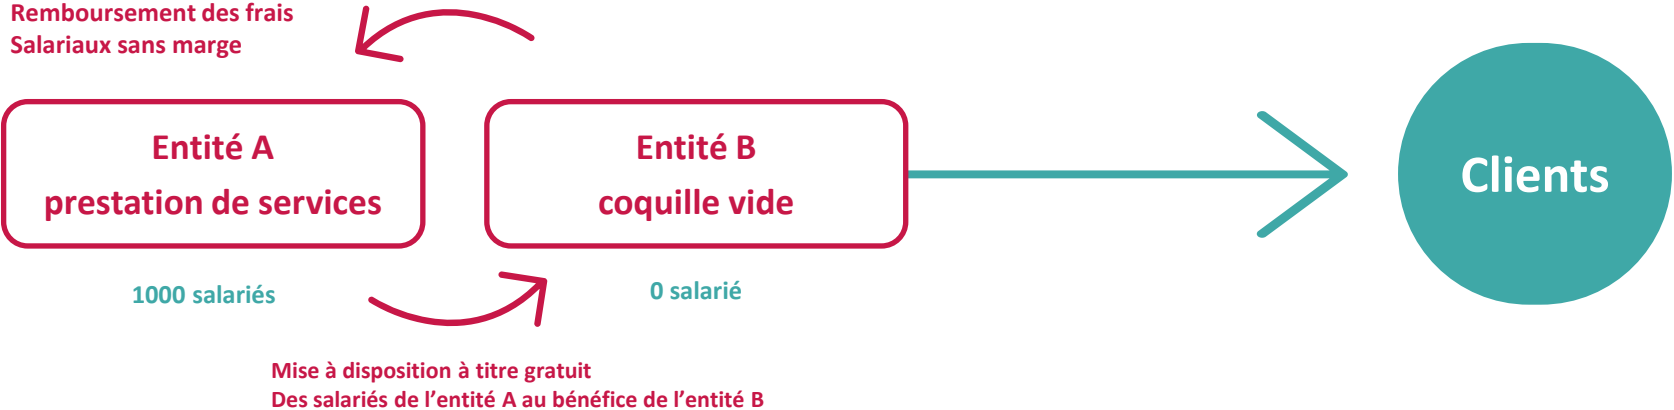 Remboursement des frais
Salariaux sans marge
Entité A
prestation de services
Entité B
coquille vide
Clients
1000 salariés
0 salarié
Mise à disposition à titre gratuit
Des salariés de l’entité A au bénéfice de l’entité B